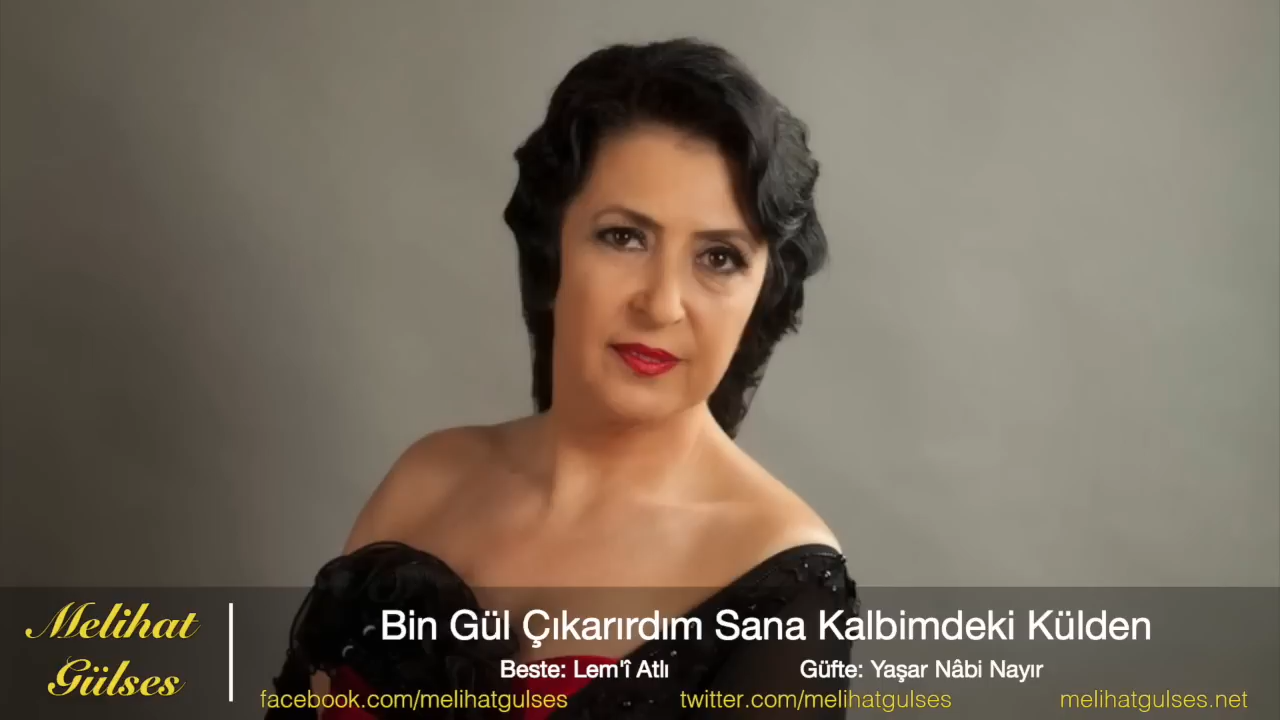 Melihat
Gülses
Bin Gül Çıkarırdım Sana Kalbimdeki Külden
Beste: Lem'î Atlı Güfte: Yaşar Nâbi Nayır
facebook.com/melihatgulses twitter.com/melihatgulses melihatgulses.net